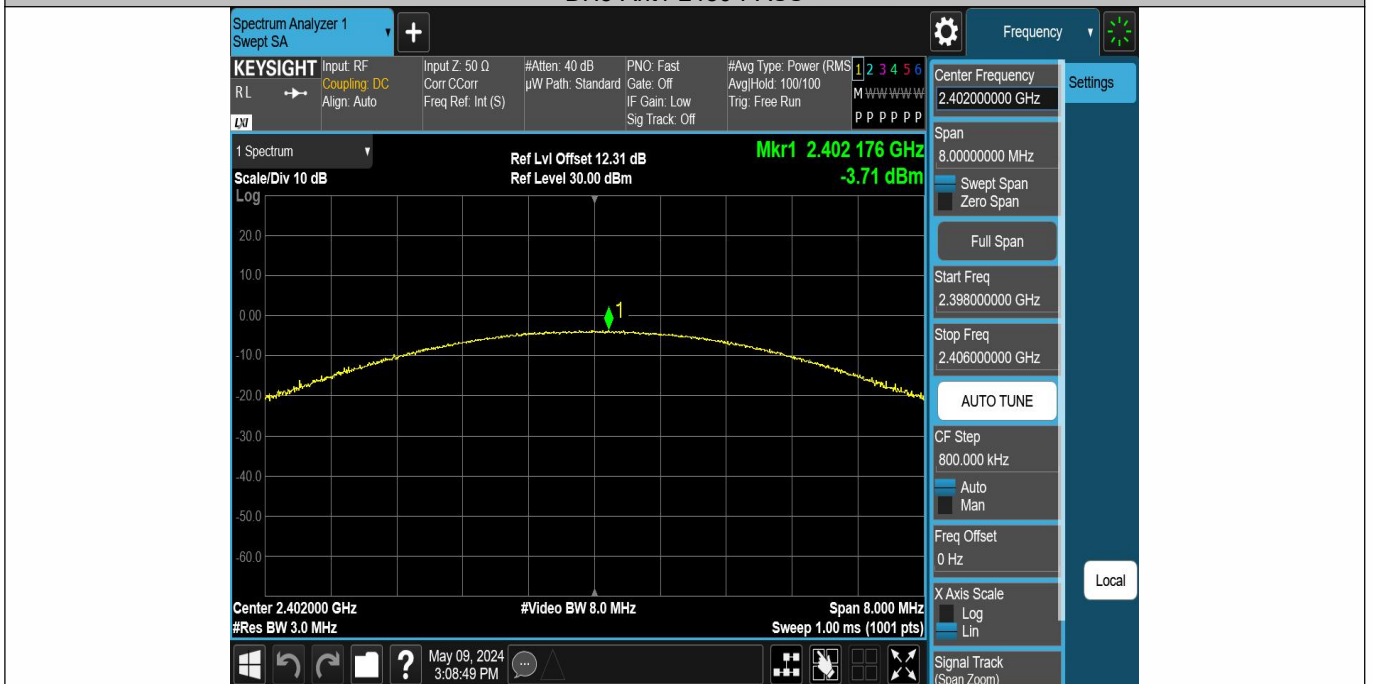 Spectrum Analyzer 1
Swept SA
+
Frequency
KEYSIGHT
RL
LXI
Input: RF
Coupling: DC
Align: Auto
Input Z: 50 Ω
Corr CCorr
Freq Ref: Int (S)
#Atten: 40 dB
µW Path: Standard
PNO: Fast
Gate: Off
IF Gain: Low
Sig Track: Off
#Avg Type: Power (RMS
Avg|Hold: 100/100
Trig: Free Run
1 2 3 4 5 6
M W W W W W
P P P P P P
Center Frequency
2.402000000 GHz
Settings
1 Spectrum
Scale/Div 10 dB
Ref Lvl Offset 12.31 dB
Ref Level 30.00 dBm
Mkr1 2.402 176 GHz
-3.71 dBm
Span
8.00000000 MHz
Swept Span
Zero Span
Full Span
Start Freq
2.398000000 GHz
Stop Freq
2.406000000 GHz
AUTO TUNE
CF Step
800.000 kHz
Auto
Man
Freq Offset
0 Hz
X Axis Scale
Log
Lin
Signal Track
(Span Zoom)
Local
Log
20.0
10.0
0.00
-10.0
-20.0
-30.0
-40.0
-50.0
-60.0
1
Center 2.402000 GHz
#Video BW 8.0 MHz
Span 8.000 MHz
#Res BW 3.0 MHz
Sweep 1.00 ms (1001 pts)
?
May 09, 2024
3:08:49 PM